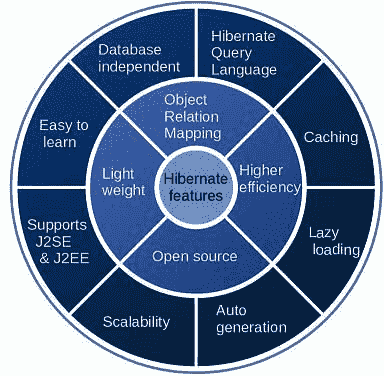 Database
independent
Hibernate
Query
Language
Easy to
learn
Object
Relation
Mapping
Caching
Light
weight
Hibernate
features
Higher
efficiency
Supports
J2SE
& J2EE
Open source
Lazy
loading
Scalability
Auto
generation